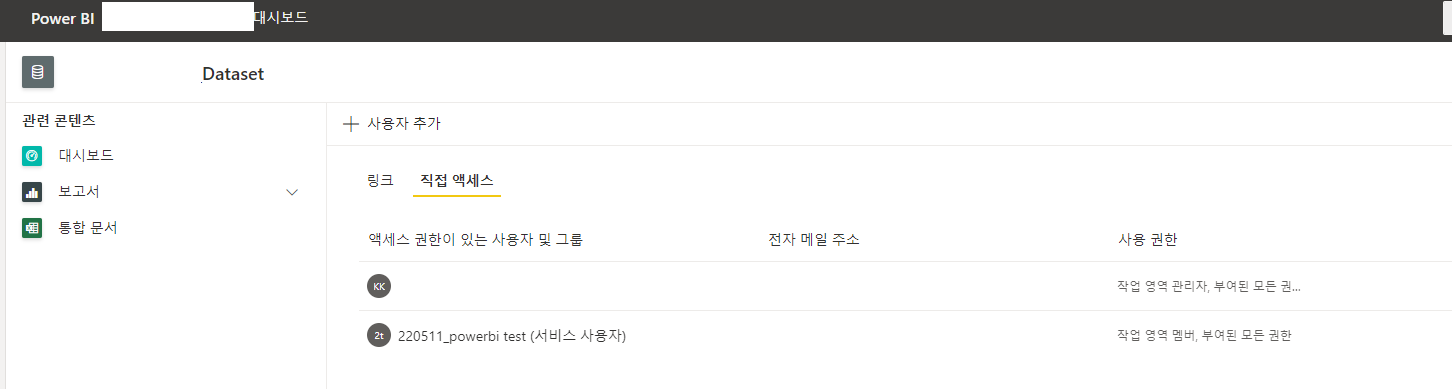 Power BI 대시보드
Dataset
관련 콘텐츠
대시보드
보고서
통합 문서
사용자 추가
링크 직접 액세스
액세스 권한이 있는 사용자 및 그룹 전자 메일 주소 사용 권한
KK 작업 영역 관리자, 부여된 모든 권...
2t 220511_powerbi test (서비스 사용자) 작업 영역 멤버, 부여된 모든 권한